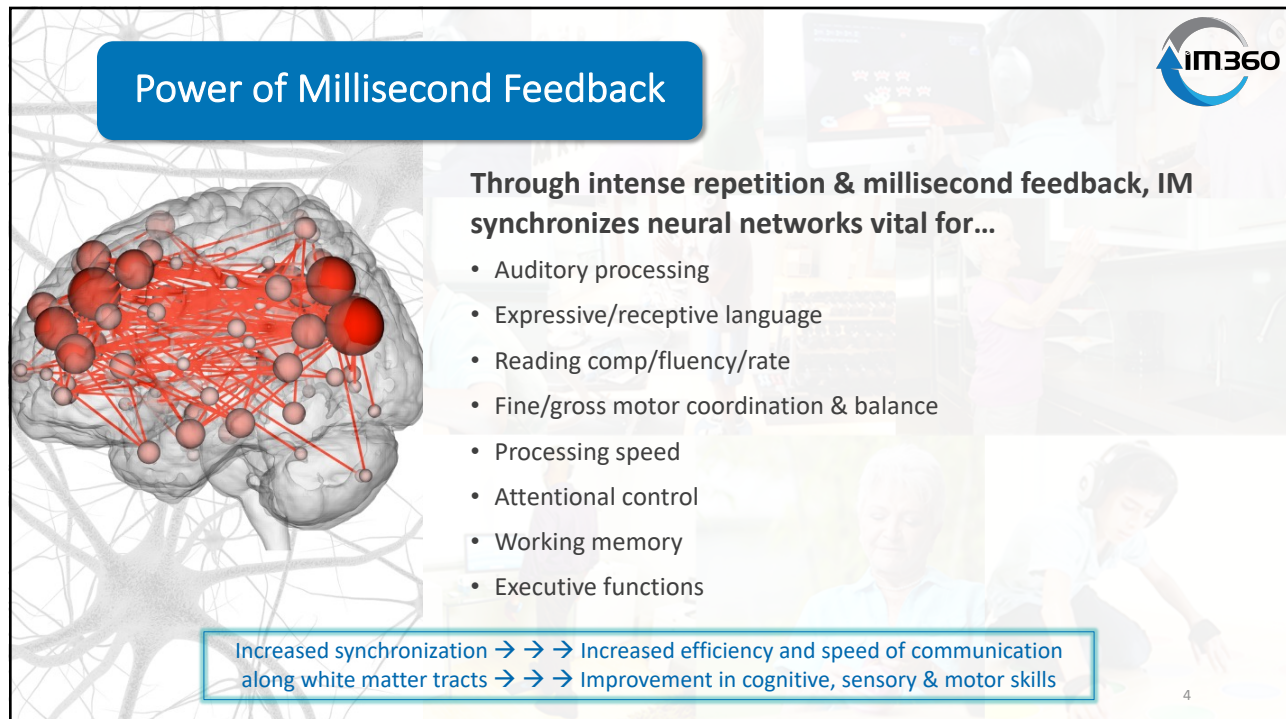 Power of Millisecond Feedback
im360
Through intense repetition & millisecond feedback, IM
synchronizes neural networks vital for…
• Auditory processing
• Expressive/receptive language
• Reading comp/fluency/rate
• Fine/gross motor coordination & balance
• Processing speed
• Attentional control
• Working memory
• Executive functions
Increased synchronization → → → Increased efficiency and speed of communication
along white matter tracts → → → Improvement in cognitive, sensory & motor skills
4